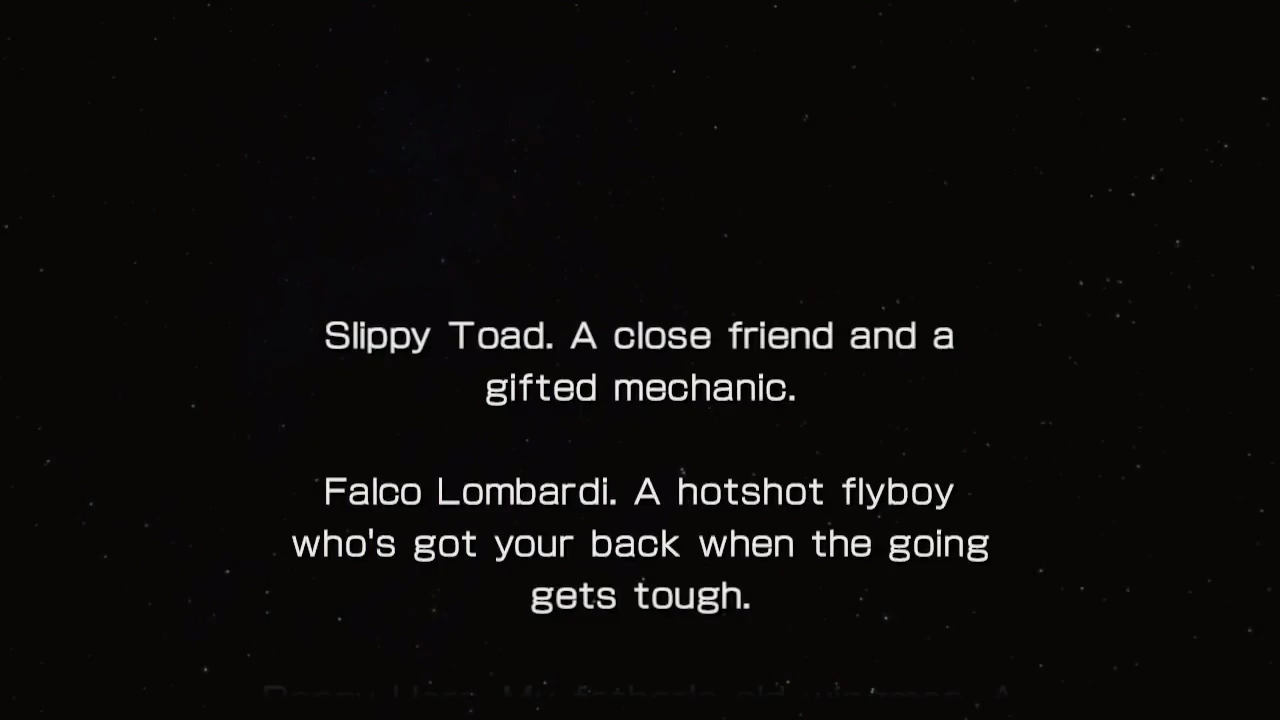 Slippy Toad. A close friend and a
gifted mechanic.
Falco Lombardi. A hotshot flyboy
who's got your back when the going
gets tough.